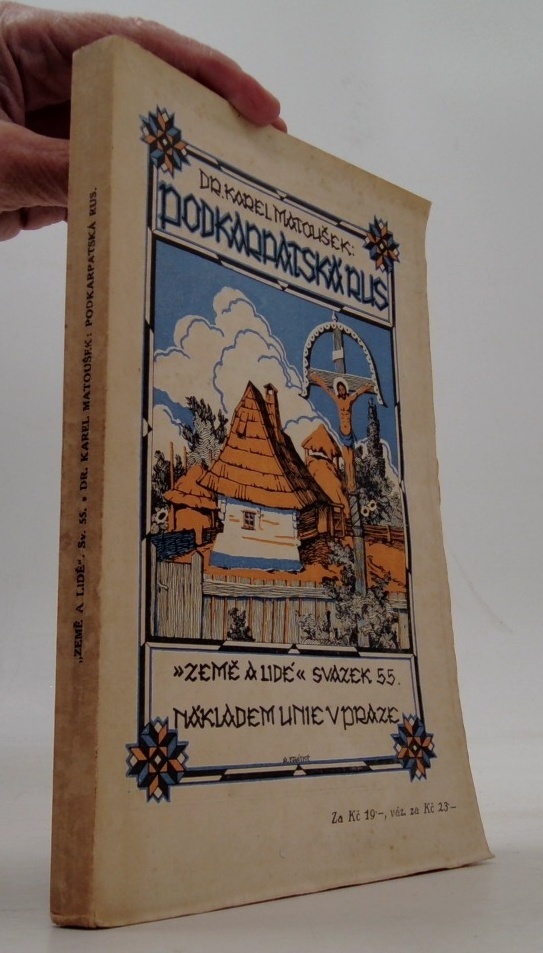 „ZEMĚ A LIDÉ“. Sv. 55. • DR. KAREL MATOUŠEK: PODKARPATSKÁ RUS.
DR. KAREL MATOUŠEK:
PODKARPATSKÁ RUS
»ZEMĚ A LIDÉ« SVAZEK 55.
NÁKLADEM UNIE V PRAZE
Za Kč 19·–, váz. za Kč 23·–